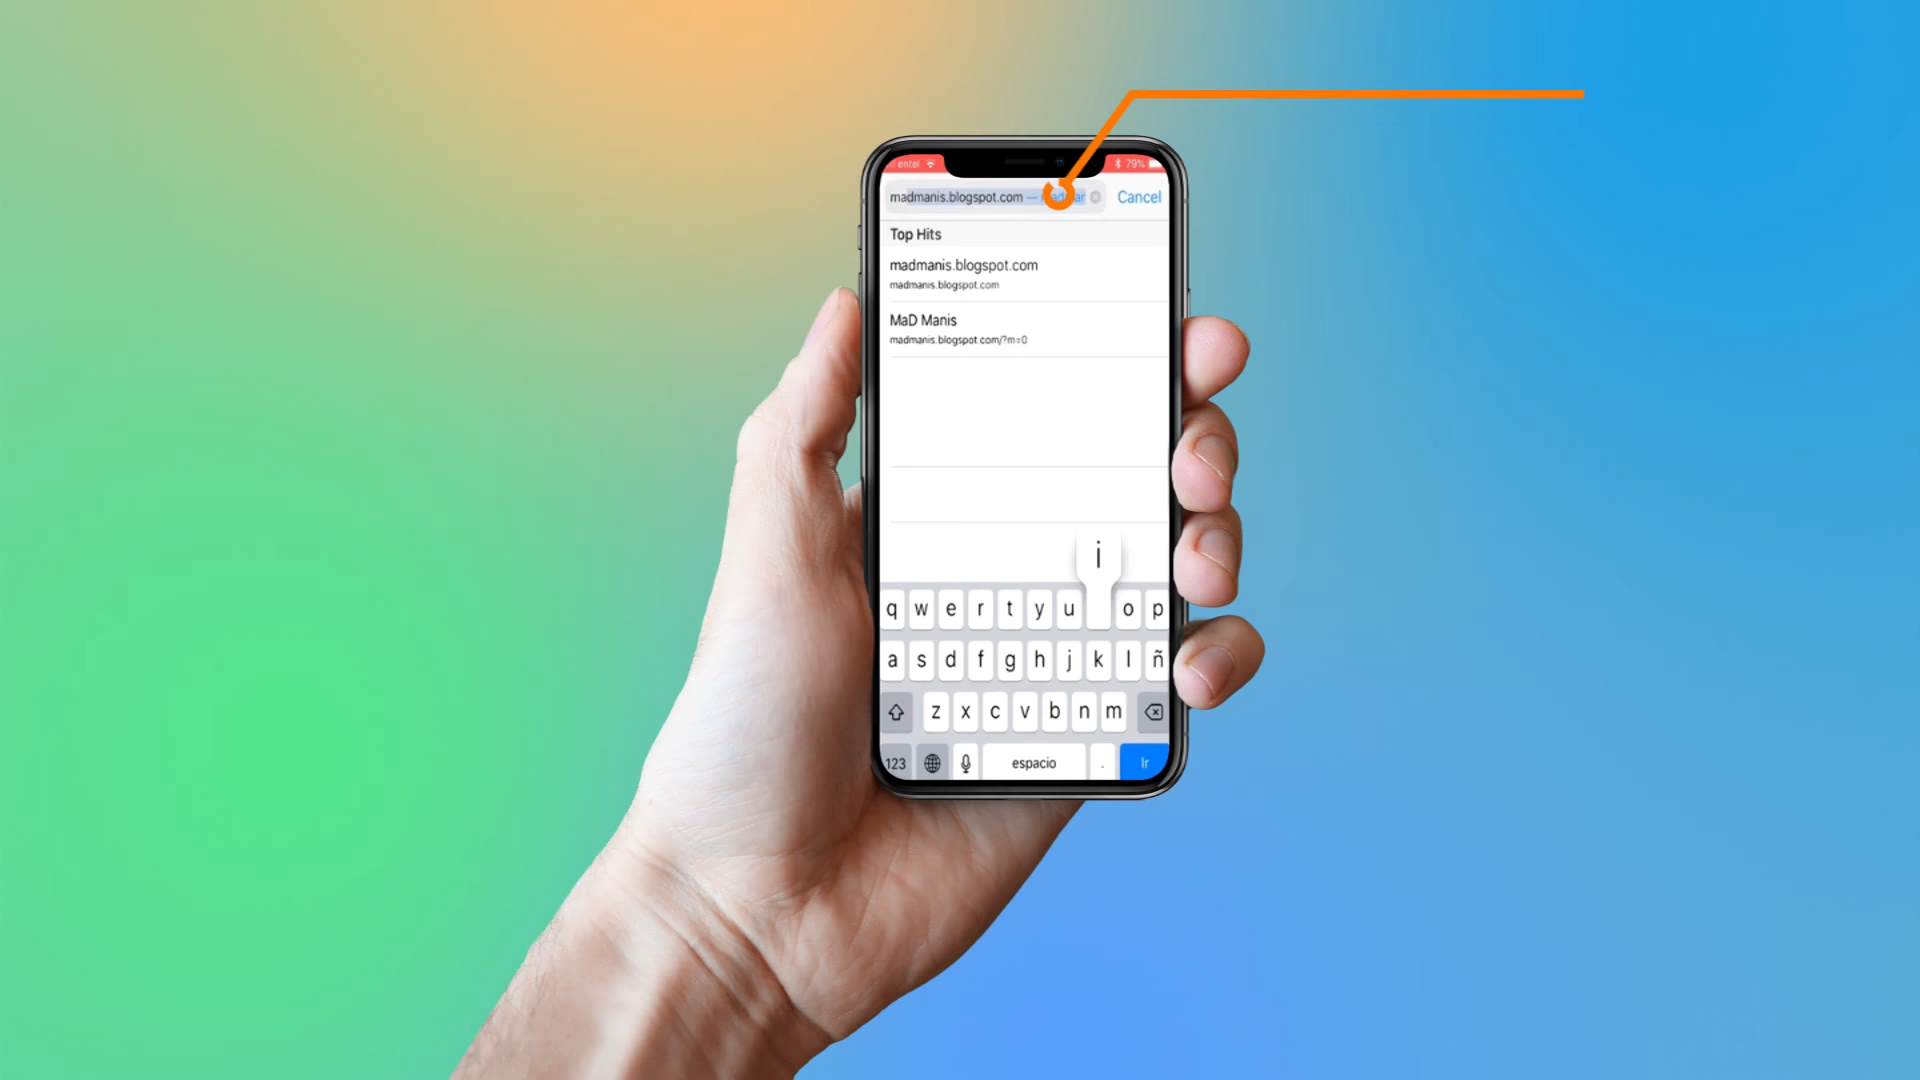 entel 79%
madmanis.blogspot.com — Cancel
Top Hits
madmanis.blogspot.com
madmanis.blogspot.com
MaD Manis
madmanis.blogspot.com/?m=0
i
q w e r t y u o p
a s d f g h j k l ñ
z x c v b n m
123 espacio . Ir